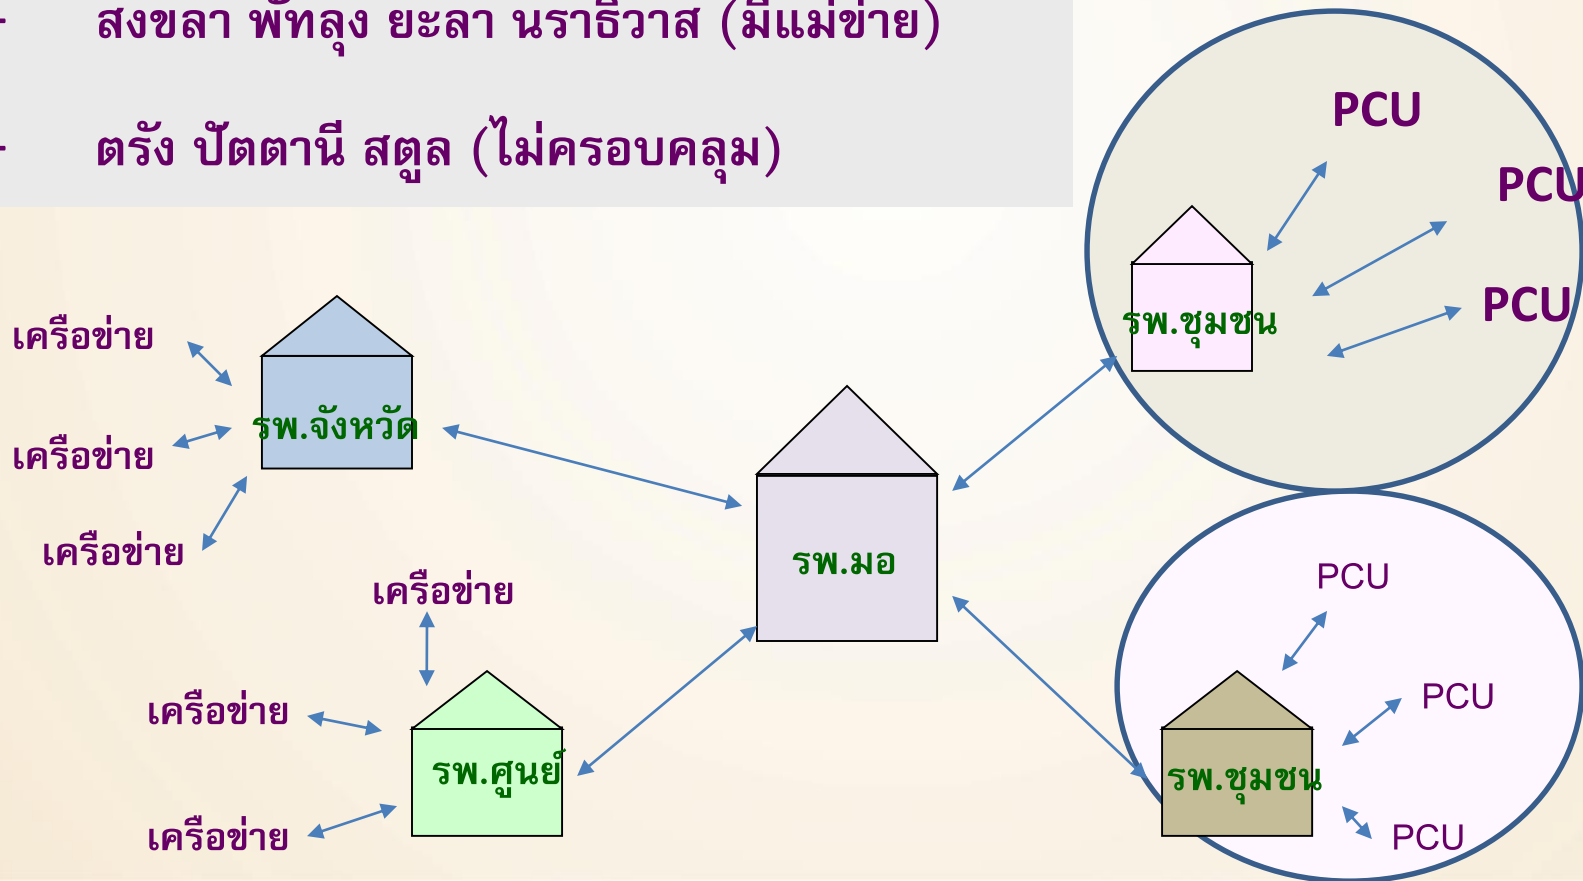 - สงขลา พัทลุง ยะลา นราธิวาส (มีแม่ข่าย)
- ตรัง ปัตตานี สตูล (ไม่ครอบคลุม)
PCU
PCU
PCU
รพ.ชุมชน
เครือข่าย
รพ.จังหวัด
เครือข่าย
เครือข่าย
รพ.มอ
เครือข่าย
เครือข่าย
รพ.ศูนย์
เครือข่าย
PCU
PCU
รพ.ชุมชน
PCU